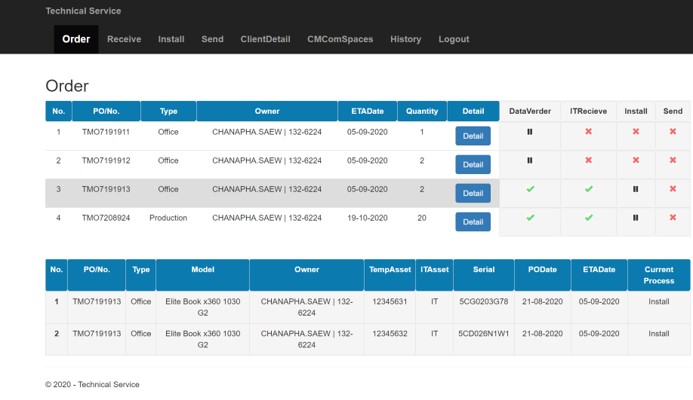 Technical Service
Order Receive Install Send ClientDetail CMComSpaces History Logout
Order
No. PO/No. Type Owner ETADate Quantity Detail DataVerder ITRecieve Install Send
1 TMO7191911 Office CHANAPHA.SAEW | 132-6224 05-09-2020 1 Detail
2 TMO7191912 Office CHANAPHA.SAEW | 132-6224 05-09-2020 2 Detail
3 TMO7191913 Office CHANAPHA.SAEW | 132-6224 05-09-2020 2 Detail
4 TMO7208924 Production CHANAPHA.SAEW | 132-6224 19-10-2020 20 Detail
No. PO/No. Type Model Owner TempAsset ITAsset Serial PODate ETADate Current
Process
1 TMO7191913 Office Elite Book x360 1030 CHANAPHA.SAEW | 132- 12345631 IT 5CG0203G78 21-08-2020 05-09-2020 Install
G2 6224
2 TMO7191913 Office Elite Book x360 1030 CHANAPHA.SAEW | 132- 12345632 IT 5CD026N1W1 21-08-2020 05-09-2020 Install
G2 6224
© 2020 - Technical Service